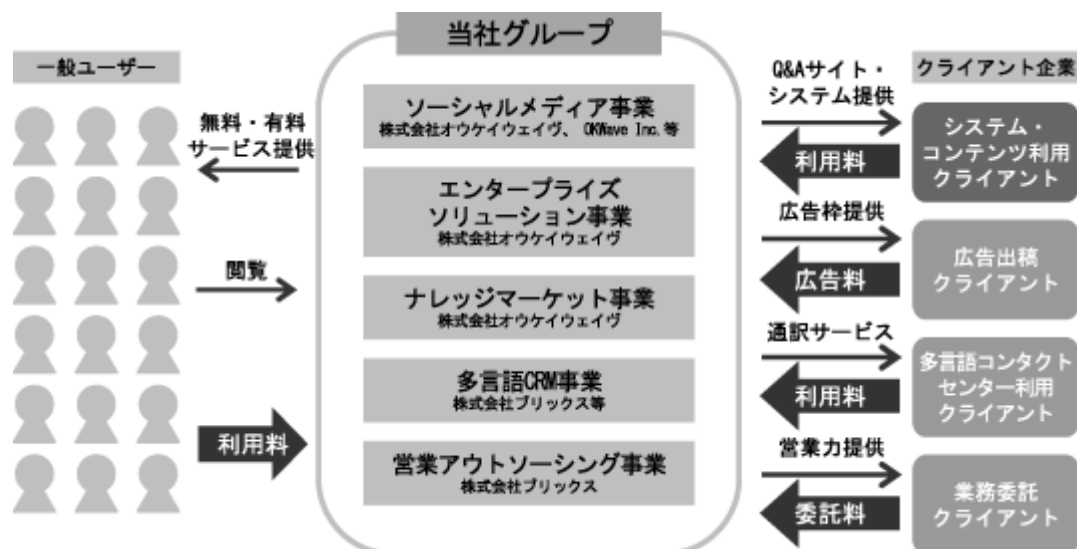 当社グループ
一般ユーザー
無料・有料
サービス提供
閲覧
利用料
ソーシャルメディア事業
株式会社オウケイウェイヴ、 OKWave Inc.等
エンタープライズ
ソリューション事業
株式会社オウケイウェイヴ
ナレッジマーケット事業
株式会社オウケイウェイヴ
多言語CRM事業
株式会社ブリックス等
営業アウトソーシング事業
株式会社ブリックス
Q&Aサイト・
システム提供
利用料
広告枠提供
広告料
通訳サービス
利用料
営業力提供
委託料
クライアント企業
システム・
コンテンツ利用
クライアント
広告出稿
クライアント
多言語コンタクト
センター利用
クライアント
業務委託
クライアント